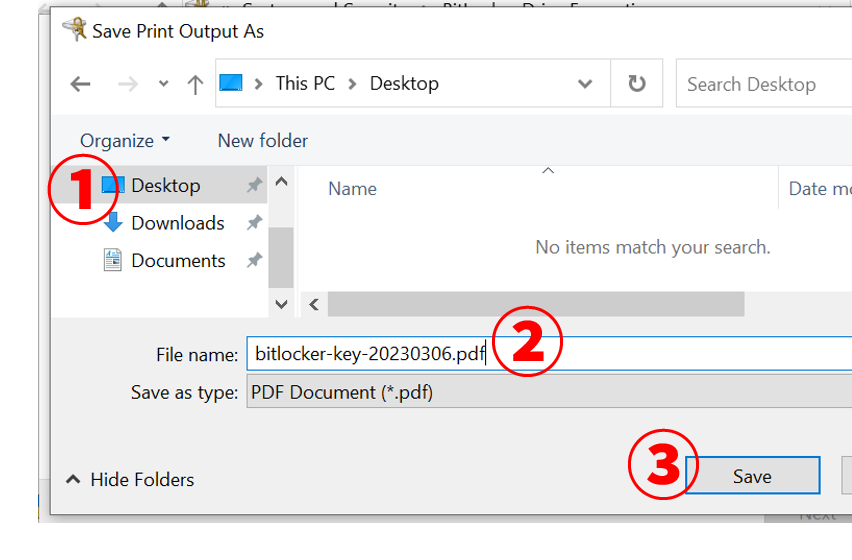 Save Print Output As
This PC > Desktop
Search Desktop
Organize
New folder
1
Desktop
Downloads
Documents
Name
Date mo
No items match your search.
File name: bitlocker-key-20230306.pdf
2
Save as type: PDF Document (*.pdf)
Hide Folders
3
Save
Next